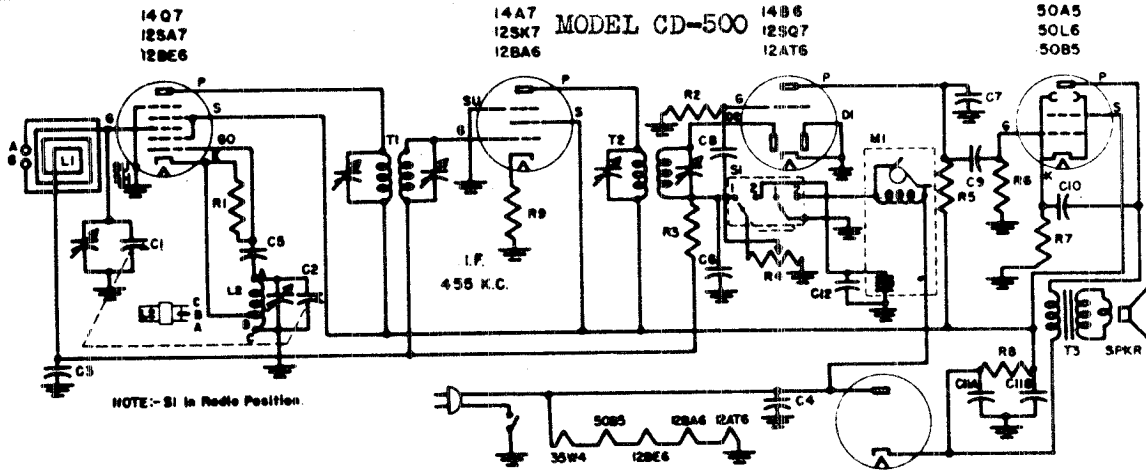 MODEL CD-500
14Q7
12SA7
12BE6
14A7
12SK7
12BA6
14B6
12SQ7
12AT6
50A5
50L6
50B5
P
S
G
GO
A
B
L1
R1
C1
C5
C2
L2
A
B
C
C
B
A
C3
T1
P
SU
S
G
R9
I.F.
455 K.C.
T2
R2
G
P
D1
C8
S1
1
2
R3
R4
C12
M1
C7
R5
C9
R6
G
P
S
K
C10
R7
T3
SPKR
R8
C11A
C11B
C4
NOTE:- S1 in Radio Position.
35W4
50B5
12BE6
12BA6
12AT6